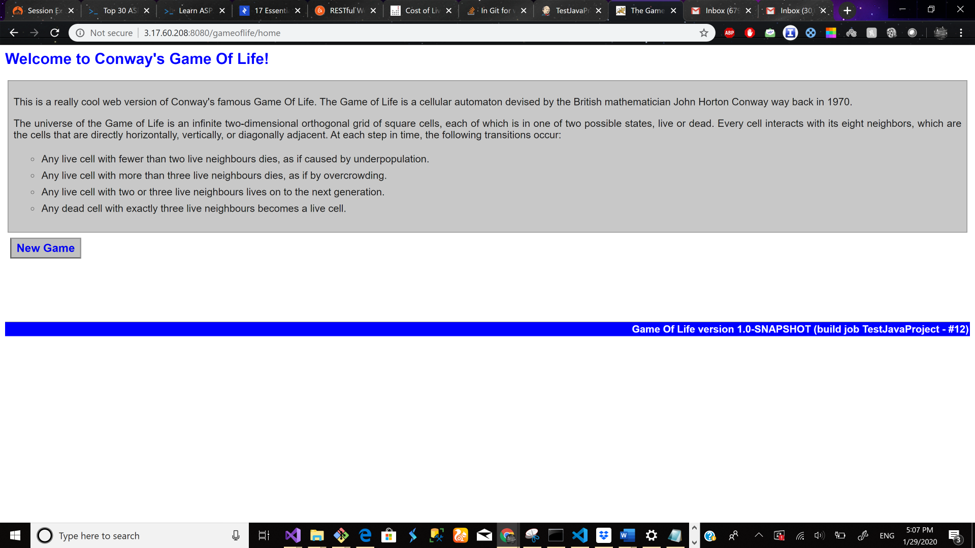 Session Ex
Top 30 AS
Learn ASP
17 Essenti
RESTful W
Cost of Liv
In Git for
TestJavaP
The Game
Inbox (67
Inbox (30
Not secure
3.17.60.208:8080/gameoflife/home
ABP
Welcome to Conway's Game Of Life!
This is a really cool web version of Conway's famous Game Of Life. The Game of Life is a cellular automaton devised by the British mathematician John Horton Conway way back in 1970.
The universe of the Game of Life is an infinite two-dimensional orthogonal grid of square cells, each of which is in one of two possible states, live or dead. Every cell interacts with its eight neighbors, which are
the cells that are directly horizontally, vertically, or diagonally adjacent. At each step in time, the following transitions occur:
Any live cell with fewer than two live neighbours dies, as if caused by underpopulation.
Any live cell with more than three live neighbours dies, as if by overcrowding.
Any live cell with two or three live neighbours lives on to the next generation.
Any dead cell with exactly three live neighbours becomes a live cell.
New Game
Game Of Life version 1.0-SNAPSHOT (build job TestJavaProject - #12)
Type here to search
ENG
5:07 PM
1/29/2020
3